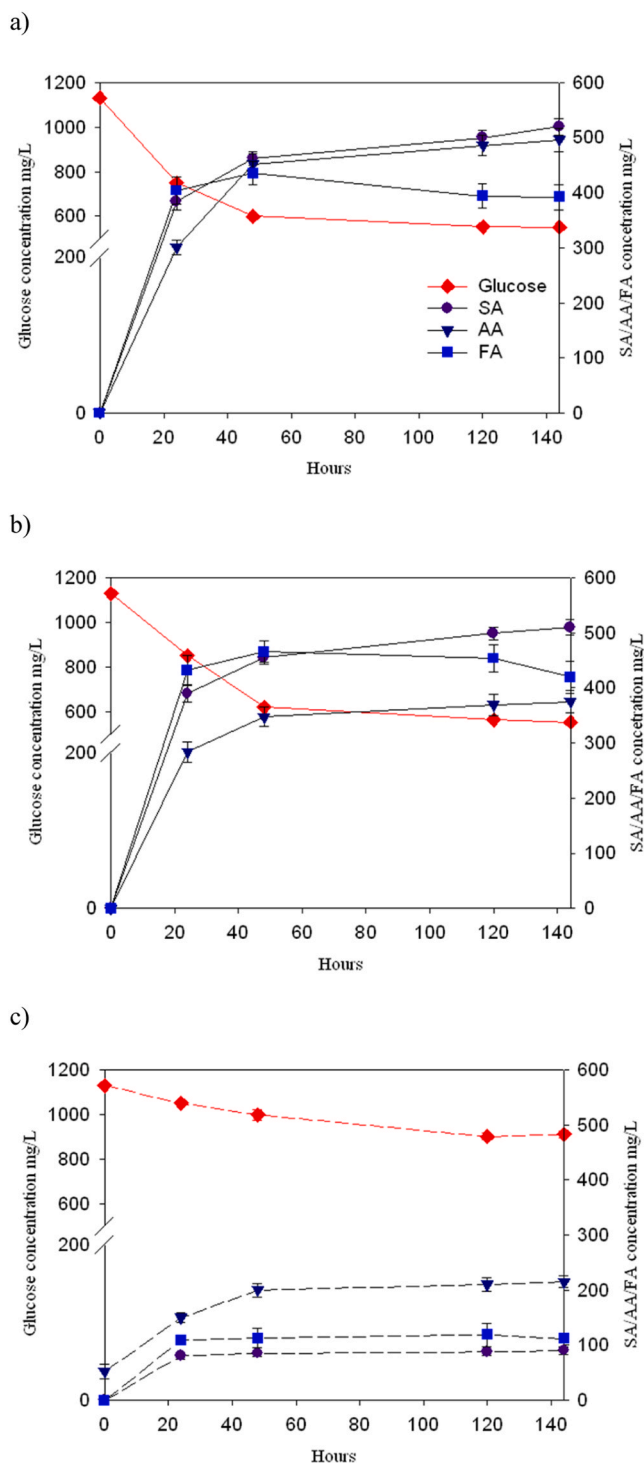 a)
1200
1000
800
600
200
0
Glucose concentration mg/L
600
500
400
300
200
100
0
SA/AA/FA concetration mg/L
Glucose
SA
AA
FA
0 20 40 60 80 100 120 140
Hours
b)
1200
1000
800
600
200
0
Glucose concentration mg/L
600
500
400
300
200
100
0
SA/AA/FA concetration mg/L
0 20 40 60 80 100 120 140
Hours
c)
1200
1000
800
600
200
0
Glucose concentration mg/L
600
500
400
300
200
100
0
SA/AA/FA concetration mg/L
0 20 40 60 80 100 120 140
Hours